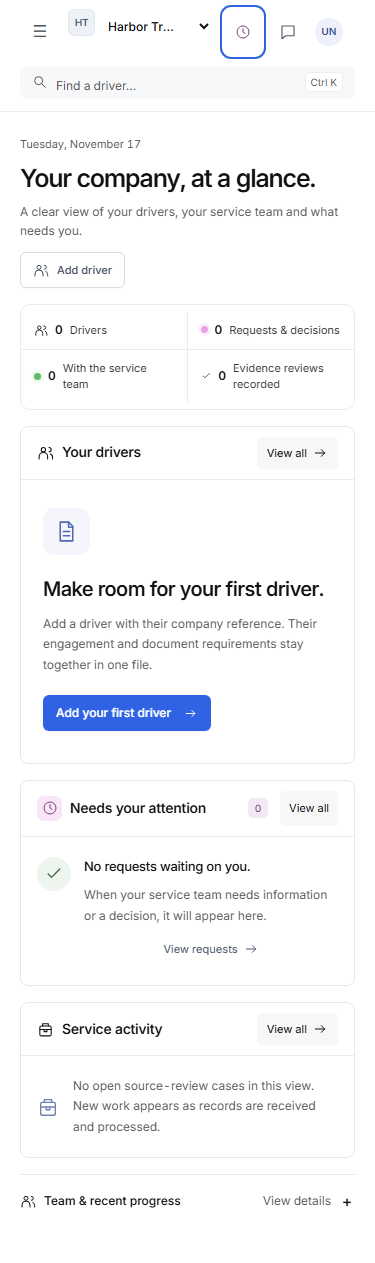 HT
Harbor Tr...
UN
Find a driver...
Ctrl K
Tuesday, November 17
Your company, at a glance.
A clear view of your drivers, your service team and what
needs you.
Add driver
0 Drivers
0 Requests & decisions
0 With the service
team
0 Evidence reviews
recorded
Your drivers
View all
Make room for your first driver.
Add a driver with their company reference. Their
engagement and document requirements stay
together in one file.
Add your first driver
Needs your attention
0
View all
No requests waiting on you.
When your service team needs information
or a decision, it will appear here.
View requests
Service activity
View all
No open source-review cases in this view.
New work appears as records are received
and processed.
Team & recent progress
View details +